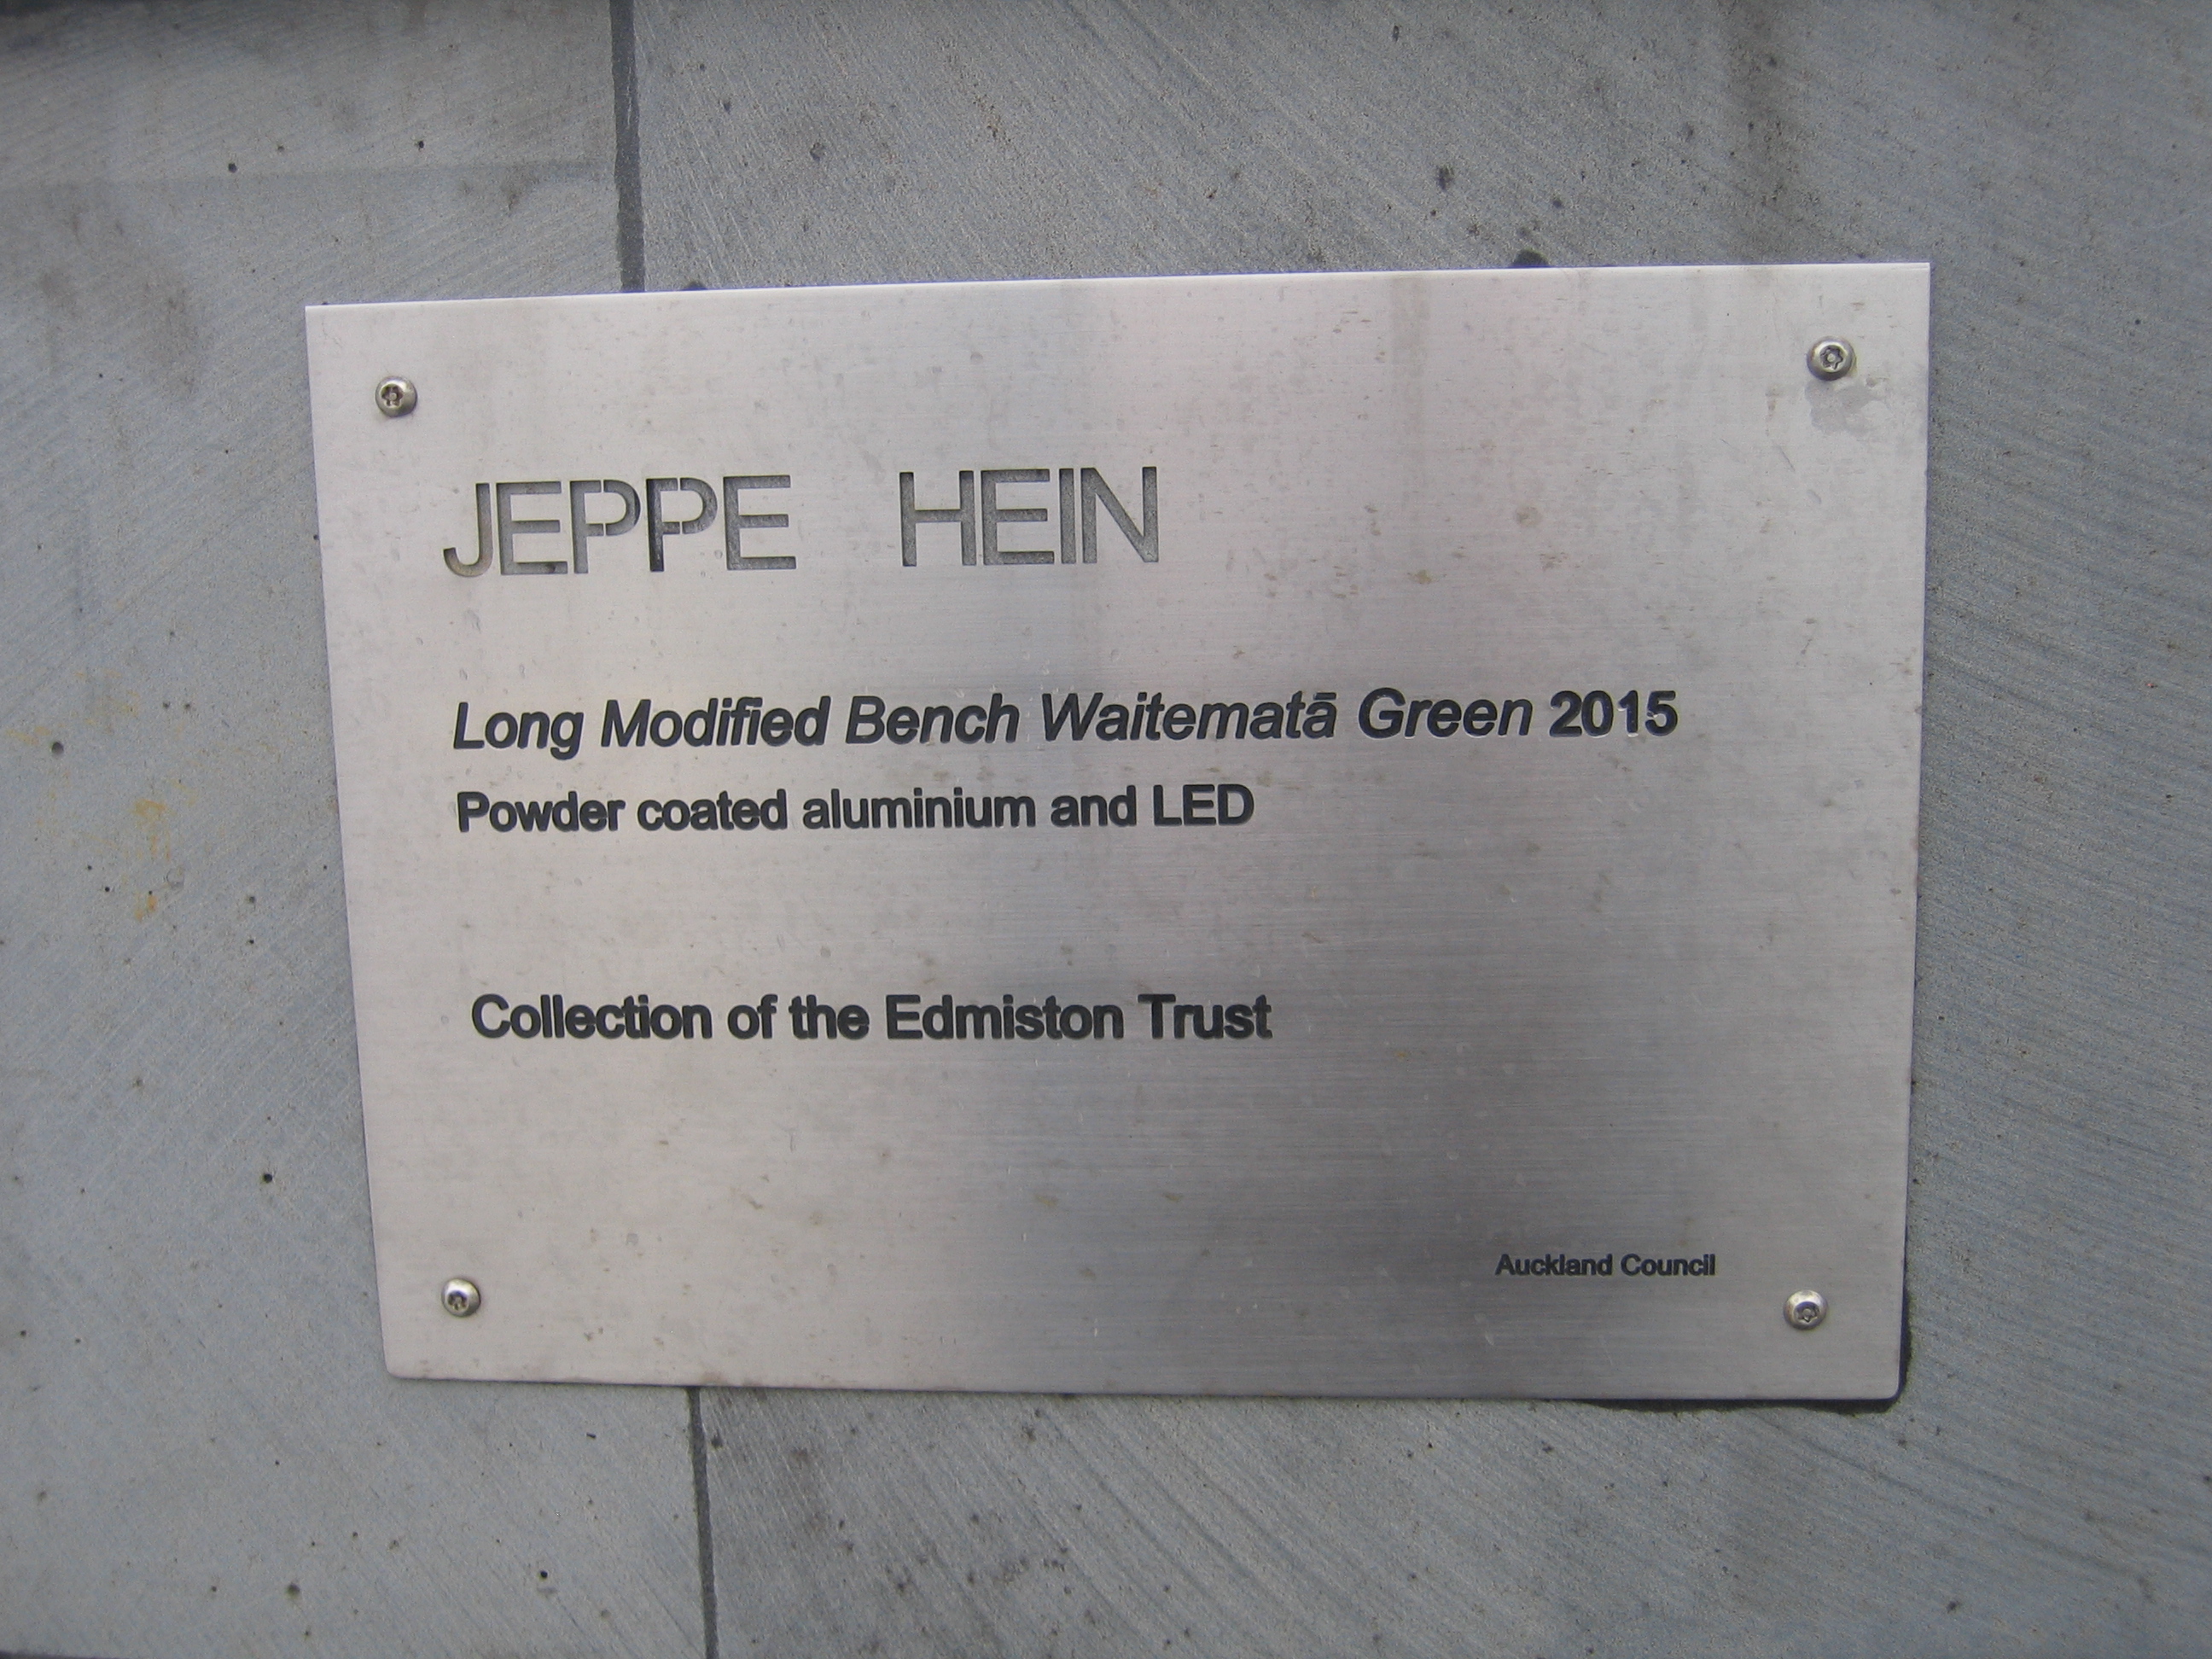 JEPPE HEIN
Long Modified Bench Waitematā Green 2015
Powder coated aluminium and LED
Collection of the Edmiston Trust
Auckland Council